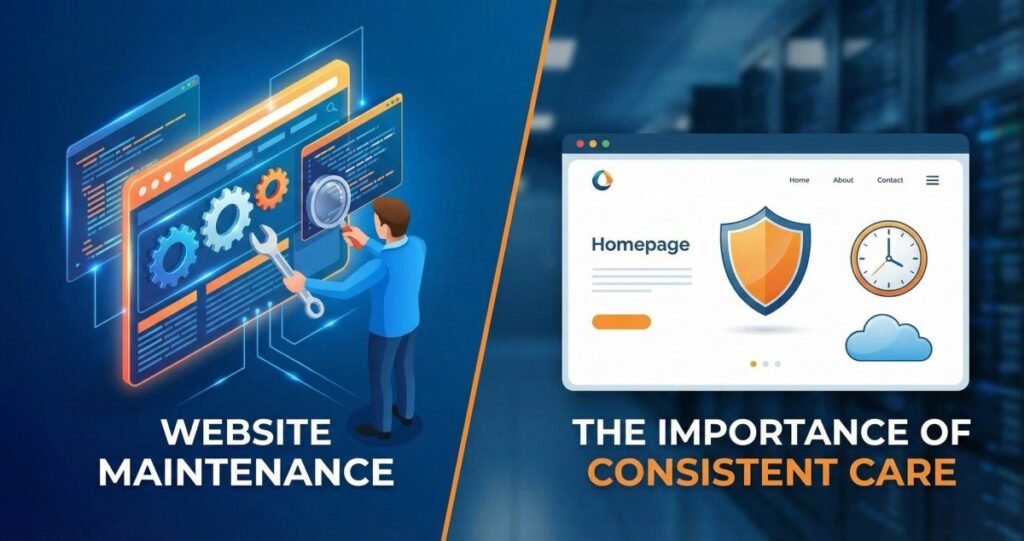 WEBSITE
MAINTENANCE
Home About Contact
Homepage
THE IMPORTANCE OF
CONSISTENT CARE